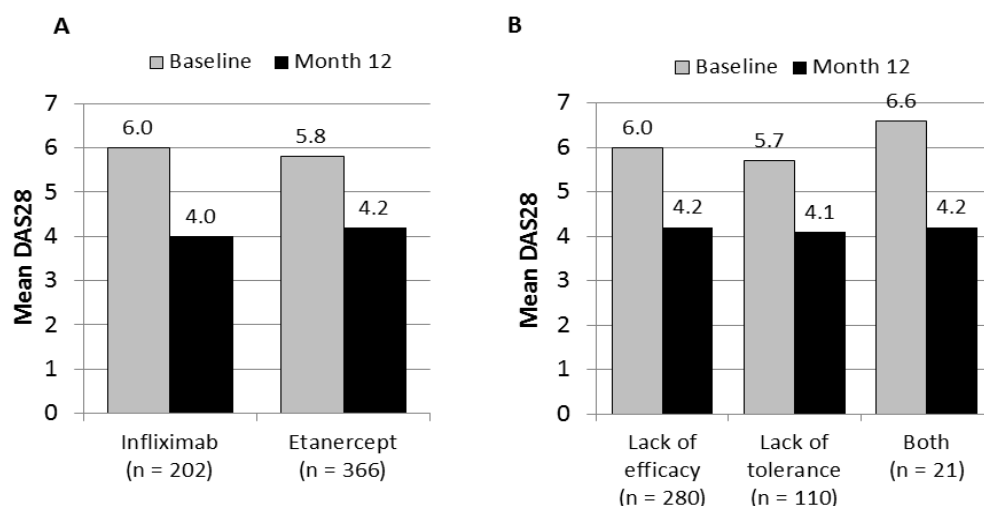 A
Baseline Month 12
7
6
5
4
3
2
1
0
Mean DAS28
6.0
4.0
5.8
4.2
Infliximab
(n = 202)
Etanercept
(n = 366)
B
Baseline Month 12
7
6
5
4
3
2
1
0
Mean DAS28
6.0
4.2
5.7
4.1
6.6
4.2
Lack of
efficacy
(n = 280)
Lack of
tolerance
(n = 110)
Both
(n = 21)